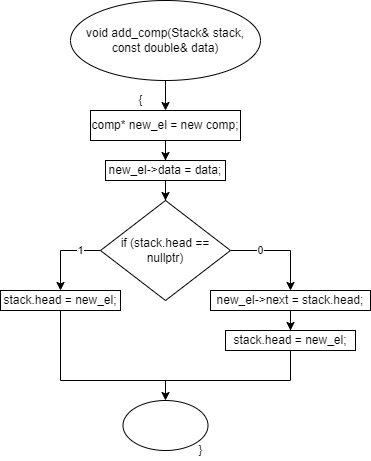 void add_comp(Stack& stack,
const double& data)
{
comp* new_el = new comp;
new_el->data = data;
if (stack.head ==
nullptr)
1
0
stack.head = new_el;
new_el->next = stack.head;
stack.head = new_el;
}